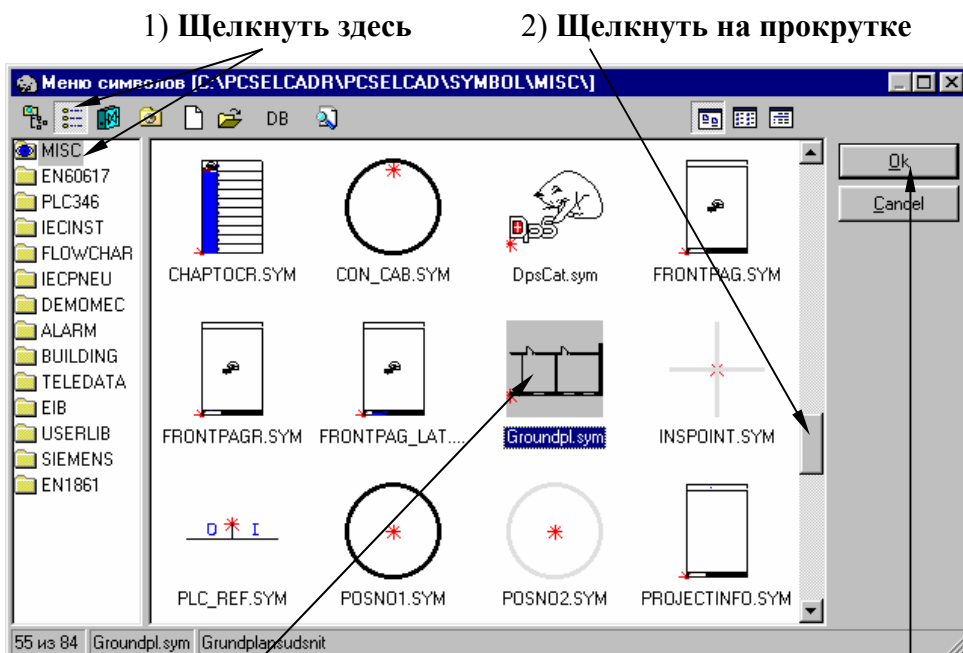 1) Щелкнуть здесь 2) Щелкнуть на прокрутке
Меню символов [C:\PCSELCADR\PCSELCAD\SYMBOL\MISC\]
DB
MISC
EN60617
PLC346
IECINST
FLOWCHAR
IECPNEU
DEMOMEC
ALARM
BUILDING
TELEDATA
EIB
USERLIB
SIEMENS
EN1861
DpS
CHAPTOCR.SYM CON_CAB.SYM DpsCat.sym FRONTPAG.SYM
FRONTPAGR.SYM FRONTPAG_LAT.... Groundpl.sym INSPOINT.SYM
O I
PLC_REF.SYM POSNO1.SYM POSNO2.SYM PROJECTINFO.SYM
Ok
Cancel
55 из 84 Groundpl.sym Grundplansudsnit